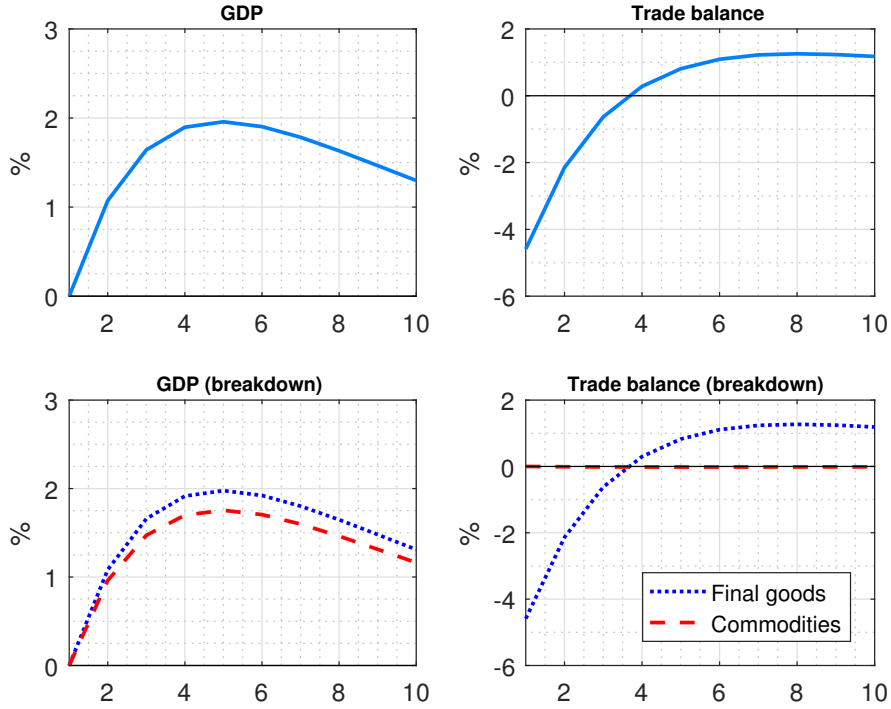 GDP
3
2
1
0
%
2 4 6 8 10
Trade balance
2
0
-2
-4
-6
%
2 4 6 8 10
GDP (breakdown)
3
2
1
0
%
2 4 6 8 10
Trade balance (breakdown)
2
0
-2
-4
-6
%
Final goods
Commodities
2 4 6 8 10